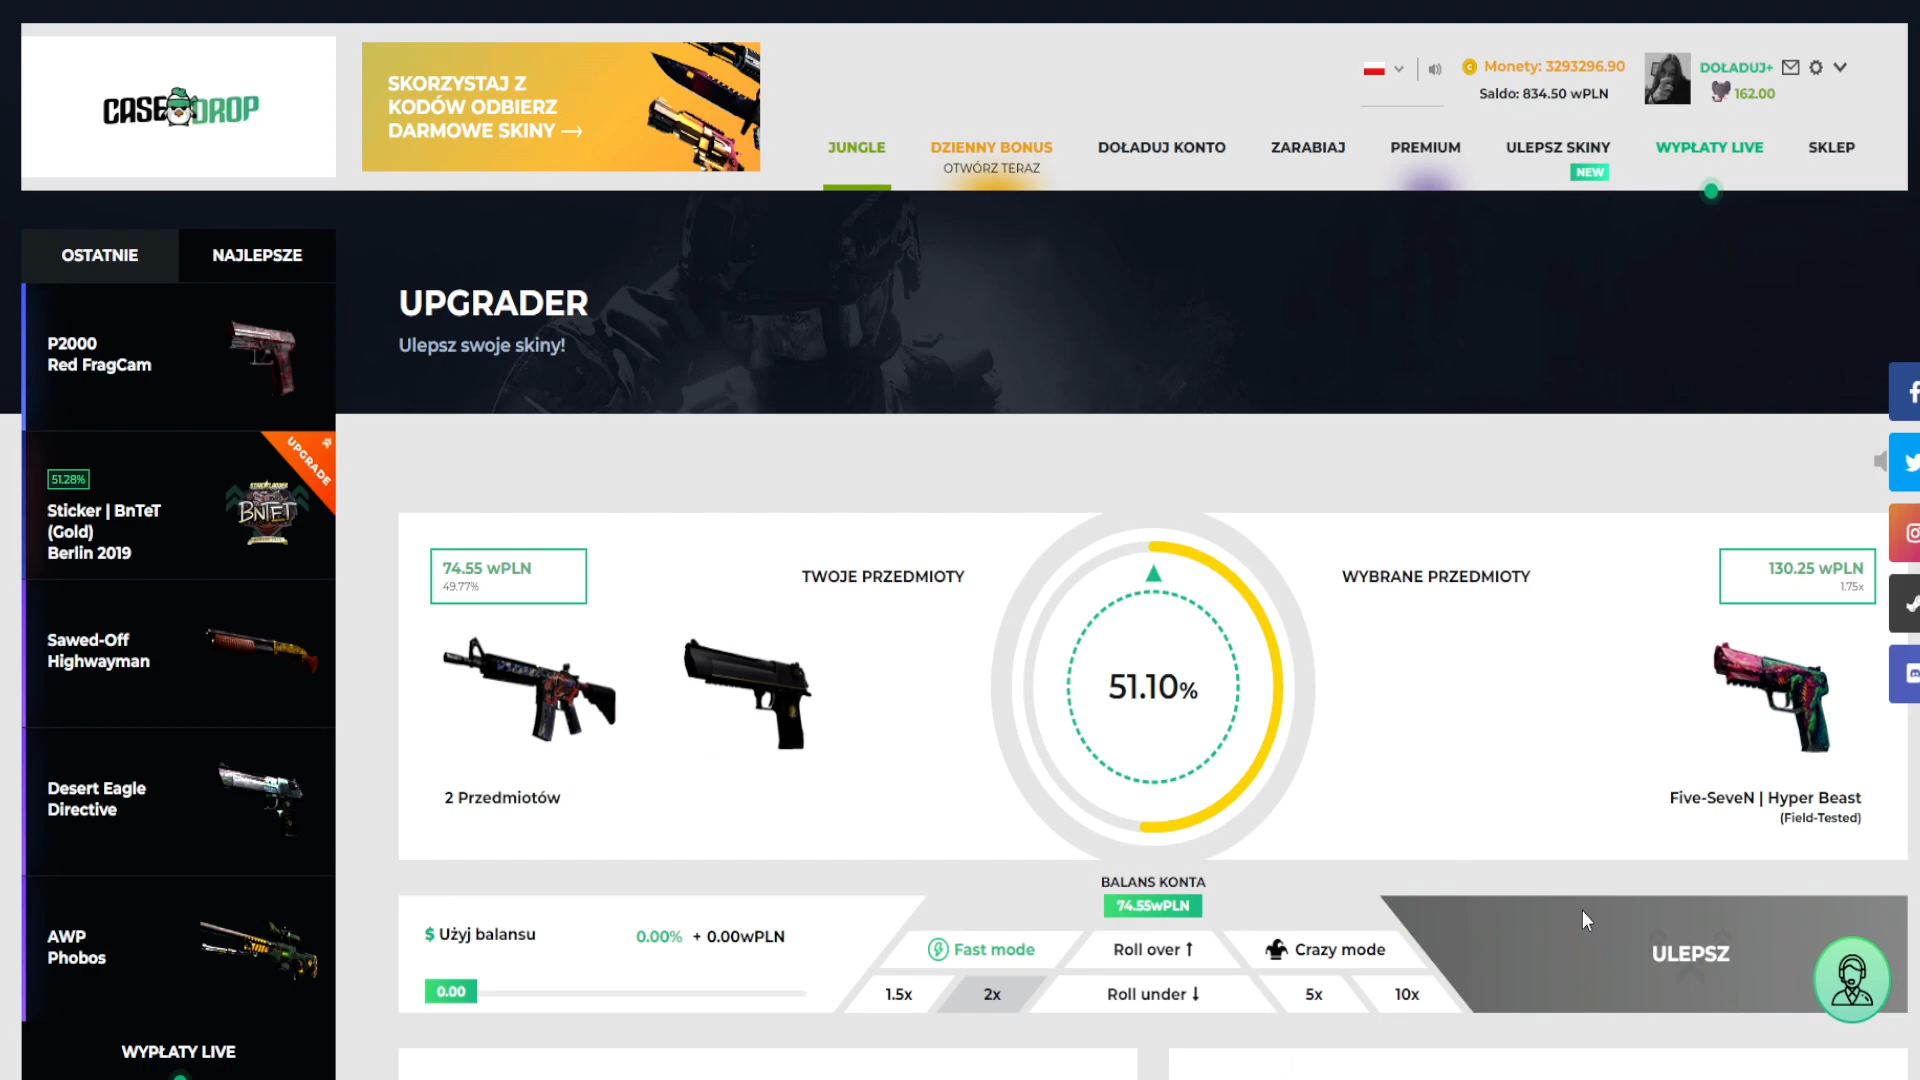 CASE DROP
SKORZYSTAJ Z
KODÓW ODBIERZ
DARMOWE SKINY →
Monety: 3293296.90
Saldo: 834.50 wPLN
DOŁADUJ+
162.00
JUNGLE
DZIENNY BONUS
OTWÓRZ TERAZ
DOŁADUJ KONTO
ZARABIAJ
PREMIUM
ULEPSZ SKINY
NEW
WYPŁATY LIVE
SKLEP
OSTATNIE
NAJLEPSZE
UPGRADER
Ulepsz swoje skiny!
P2000
Red FragCam
UPGRADE
51.28%
Sticker | BnTeT
(Gold)
Berlin 2019
BNTET
Sawed-Off
Highwayman
Desert Eagle
Directive
AWP
Phobos
WYPŁATY LIVE
74.55 wPLN
49.77%
TWOJE PRZEDMIOTY
2 Przedmiotów
51.10%
WYBRANE PRZEDMIOTY
130.25 wPLN
1.75x
Five-SeveN | Hyper Beast
(Field-Tested)
BALANS KONTA
74.55wPLN
$ Użyj balansu
0.00% + 0.00wPLN
0.00
Fast mode
Roll over ↑
Crazy mode
1.5x
2x
Roll under ↓
5x
10x
ULEPSZ